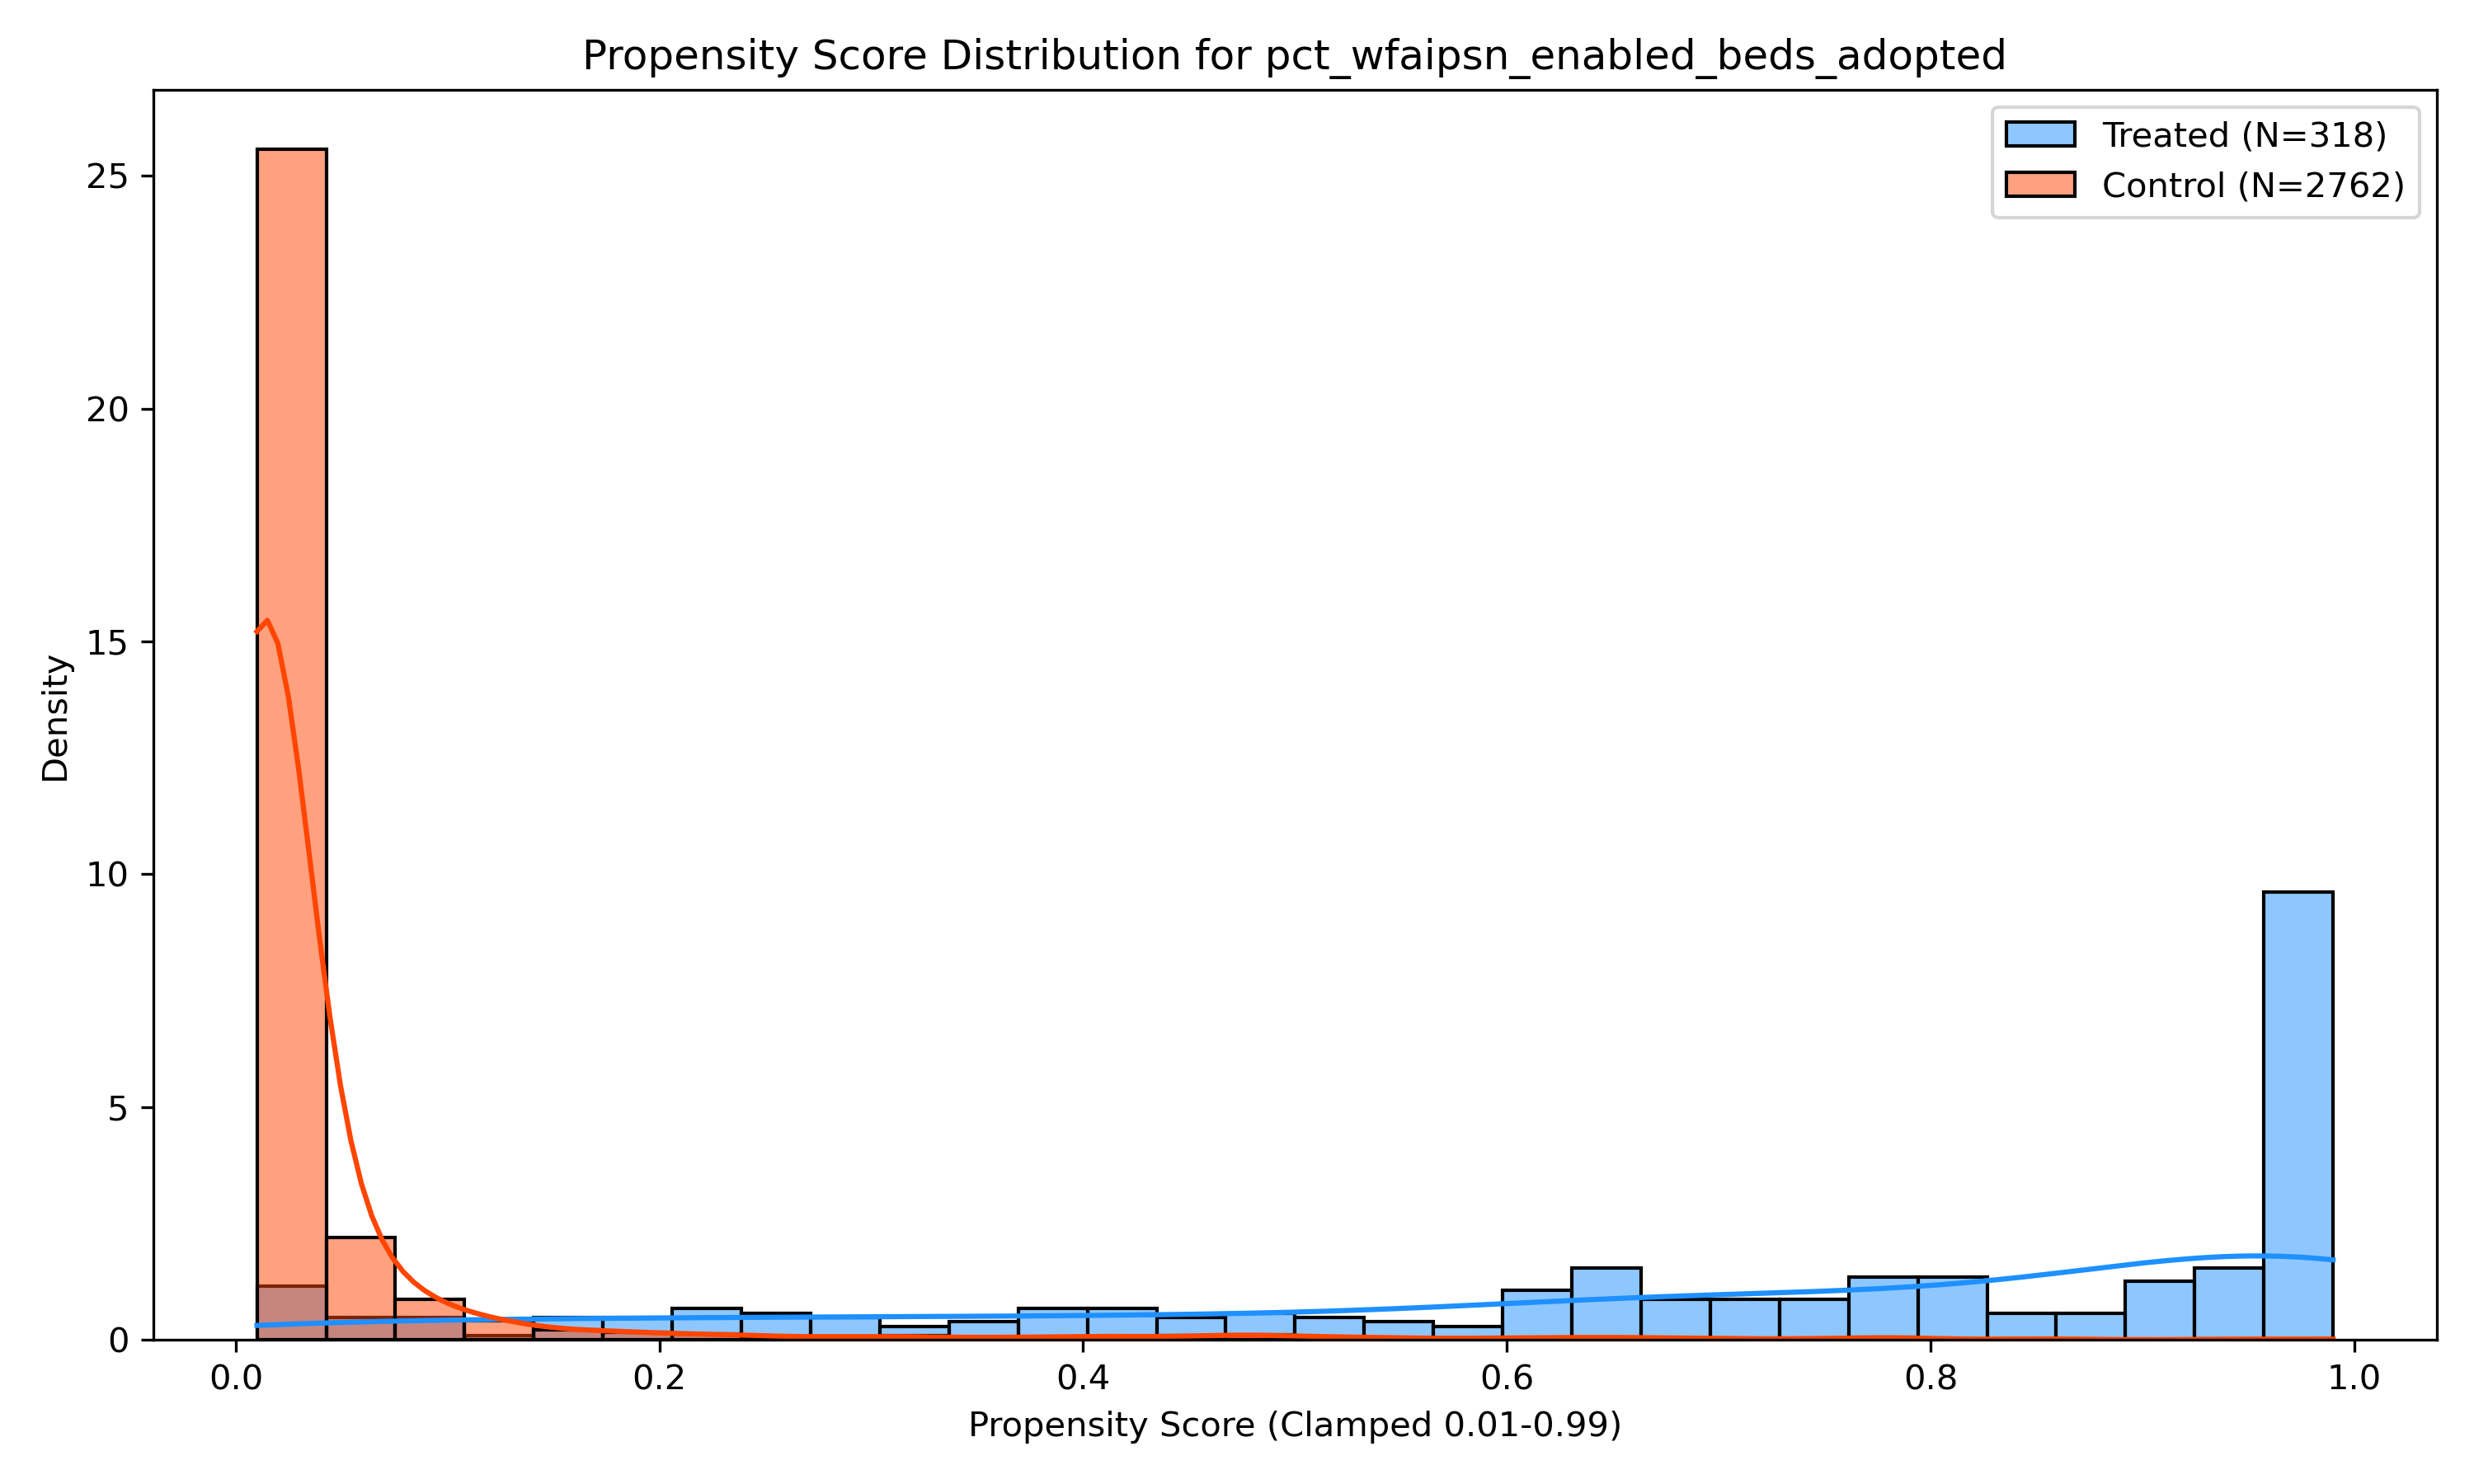 Propensity Score Distribution for pct_wfaipsn_enabled_beds_adopted
Treated (N=318)
Control (N=2762)
25
20
15
10
5
0
Density
0.0 0.2 0.4 0.6 0.8 1.0
Propensity Score (Clamped 0.01-0.99)